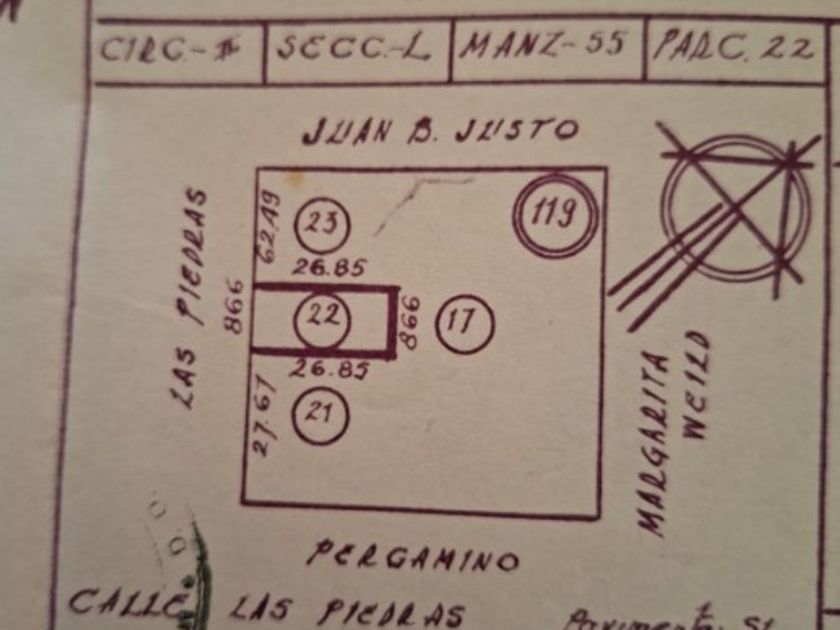 CIRC.-II SECC.-L MANZ-55 PARC. 22
JUAN B. JUSTO
LAS PIEDRAS
62.49
23
119
26.85
866
22
866
17
26.85
27.67
21
MARGARITA
WEILD
PERGAMINO
CALLE LAS PIEDRAS